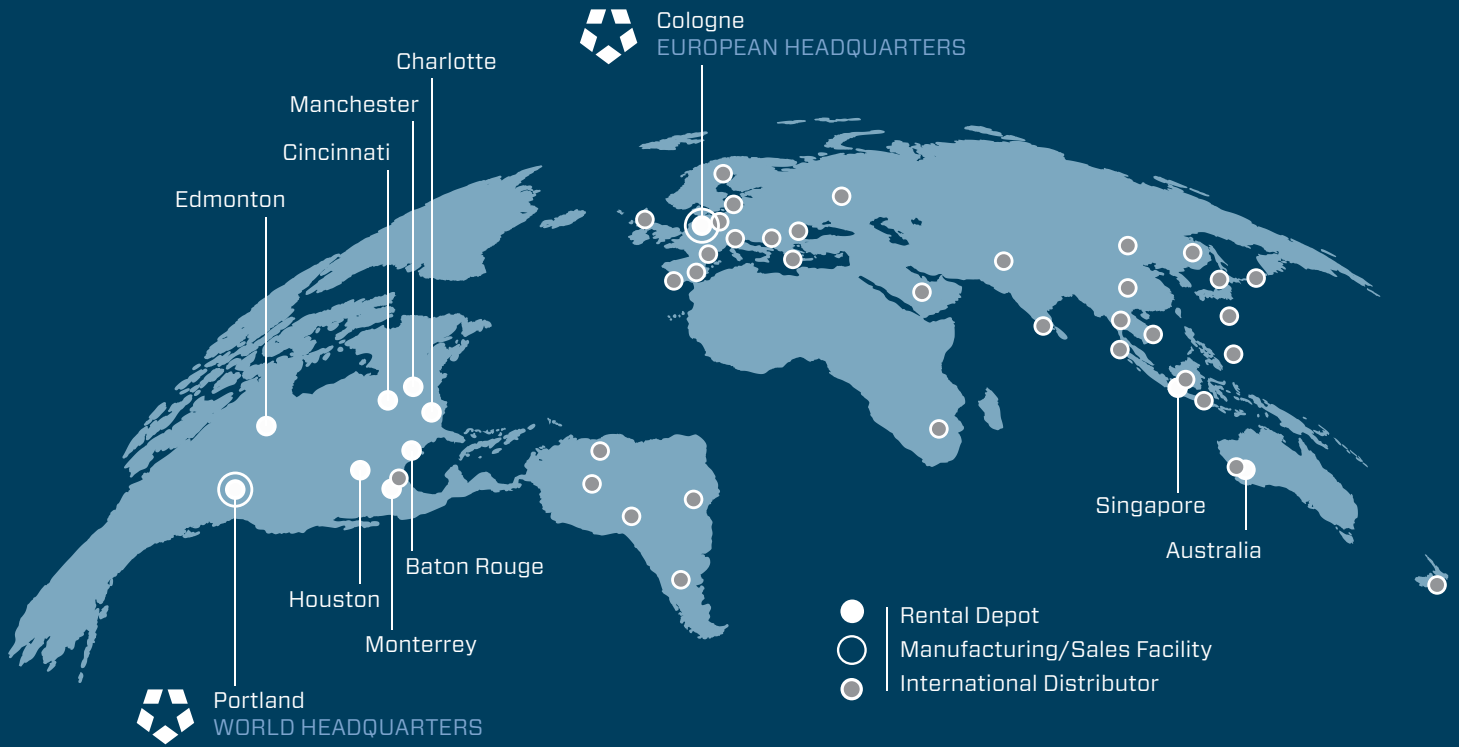 Cologne
EUROPEAN HEADQUARTERS
Charlotte
Manchester
Cincinnati
Edmonton
Singapore
Australia
Baton Rouge
Houston
Monterrey
Portland
WORLD HEADQUARTERS
Rental Depot
Manufacturing/Sales Facility
International Distributor